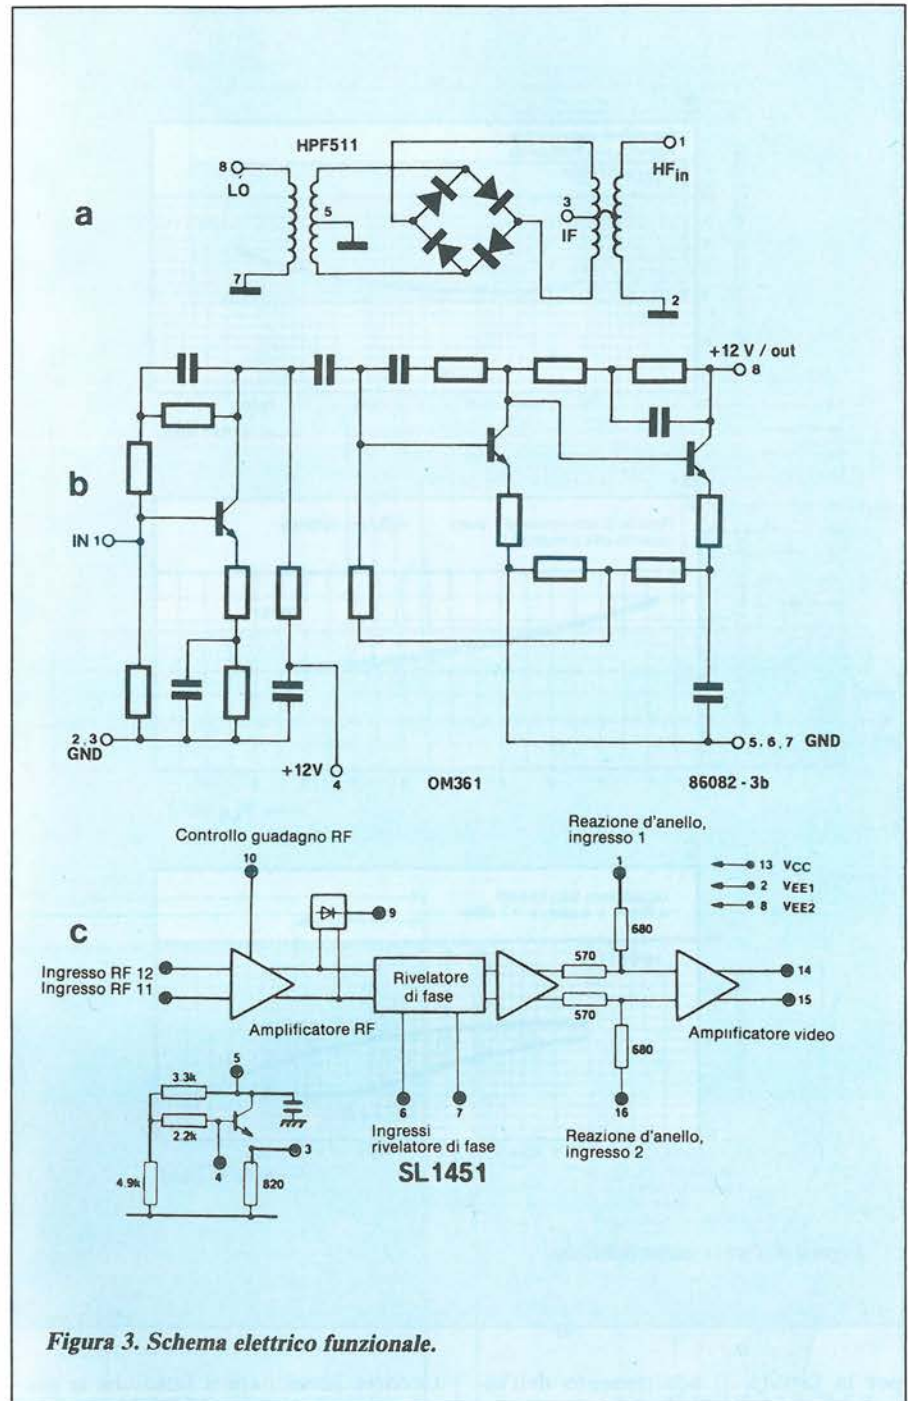 HPF511
8
LO
5
7
a
3
IF
1
HFin
2
+12 V / out
8
b
IN 1
2,3
GND
+12V
4
OM361
5, 6, 7 GND
86082 - 3b
Controllo guadagno RF
10
Reazione d'anello,
ingresso 1
1
13 VCC
2 VEE1
8 VEE2
c
9
680
570
Ingresso RF 12
Ingresso RF 11
Rivelatore
di fase
14
15
570
Amplificatore RF
Amplificatore video
680
5
3.3k
2.2k
4
3
4.9k
820
6
7
16
Ingressi
rivelatore di fase
SL1451
Reazione d'anello,
ingresso 2
Figura 3. Schema elettrico funzionale.